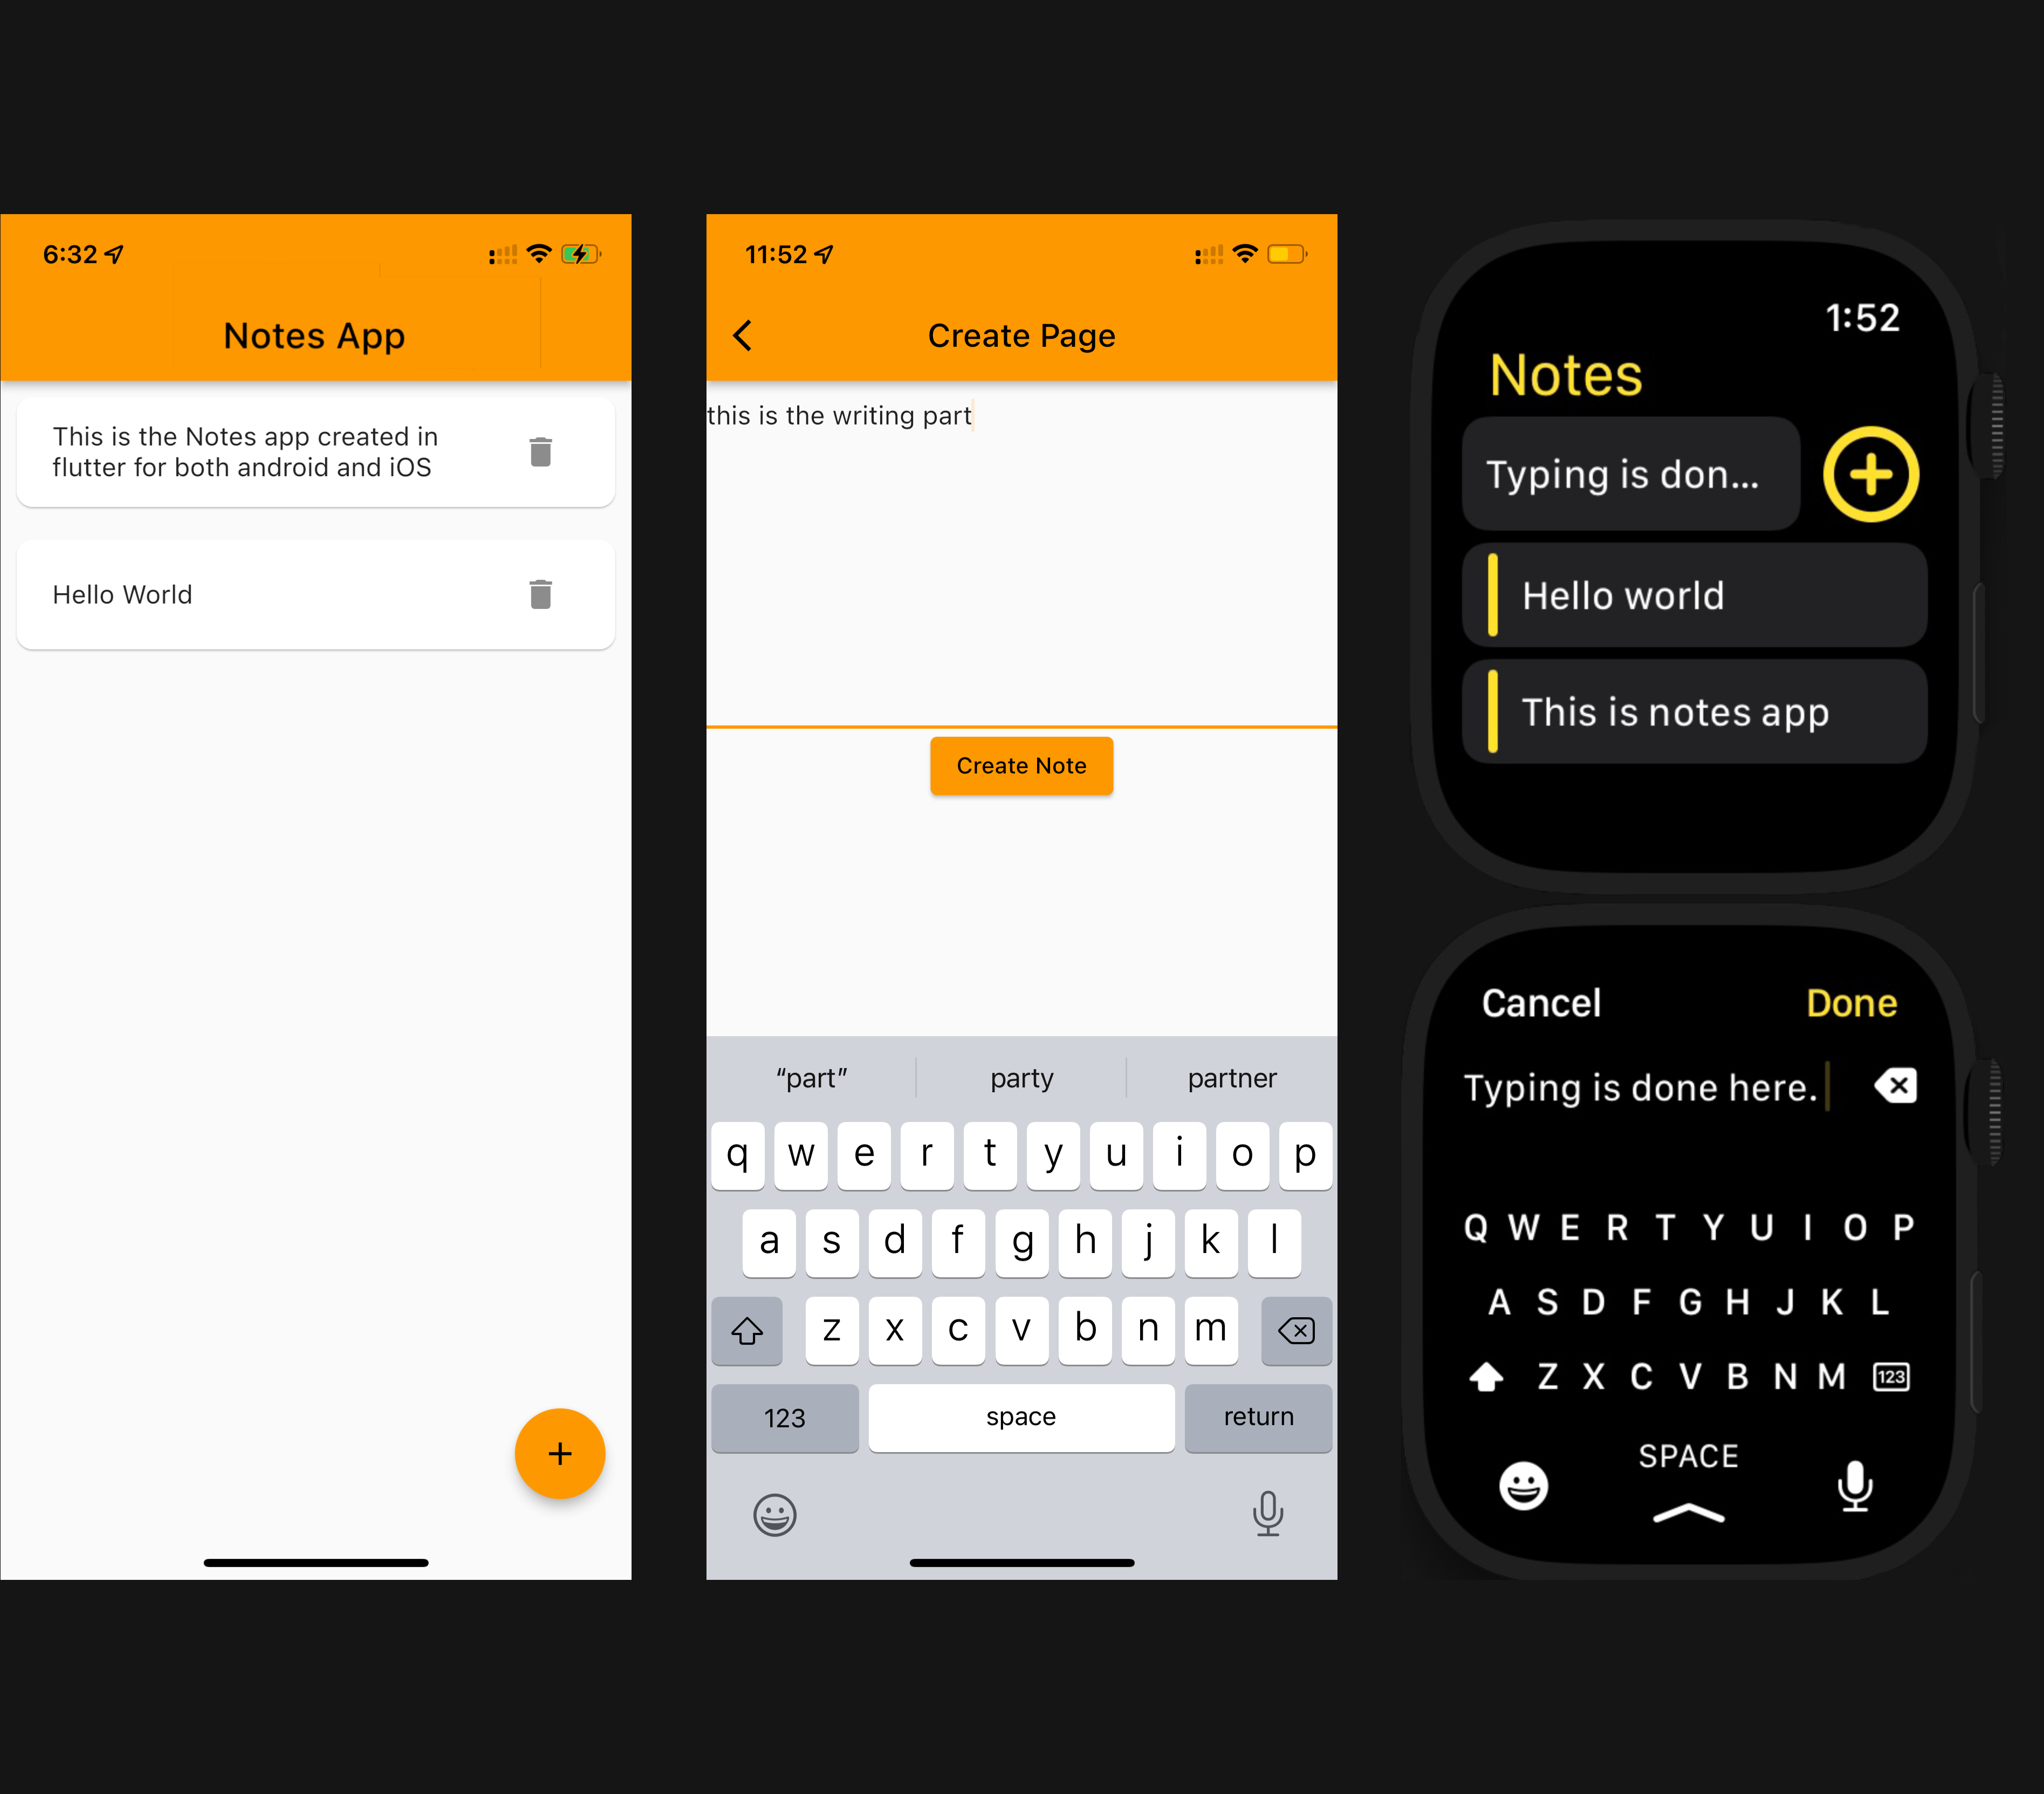 6:32
Notes App
This is the Notes app created in
flutter for both android and iOS
Hello World
+
11:52
Create Page
this is the writing part
Create Note
“part” party partner
q w e r t y u i o p
a s d f g h j k l
z x c v b n m
123 space return
1:52
Notes
Typing is don...
Hello world
This is notes app
Cancel Done
Typing is done here.
Q W E R T Y U I O P
A S D F G H J K L
Z X C V B N M 123
SPACE